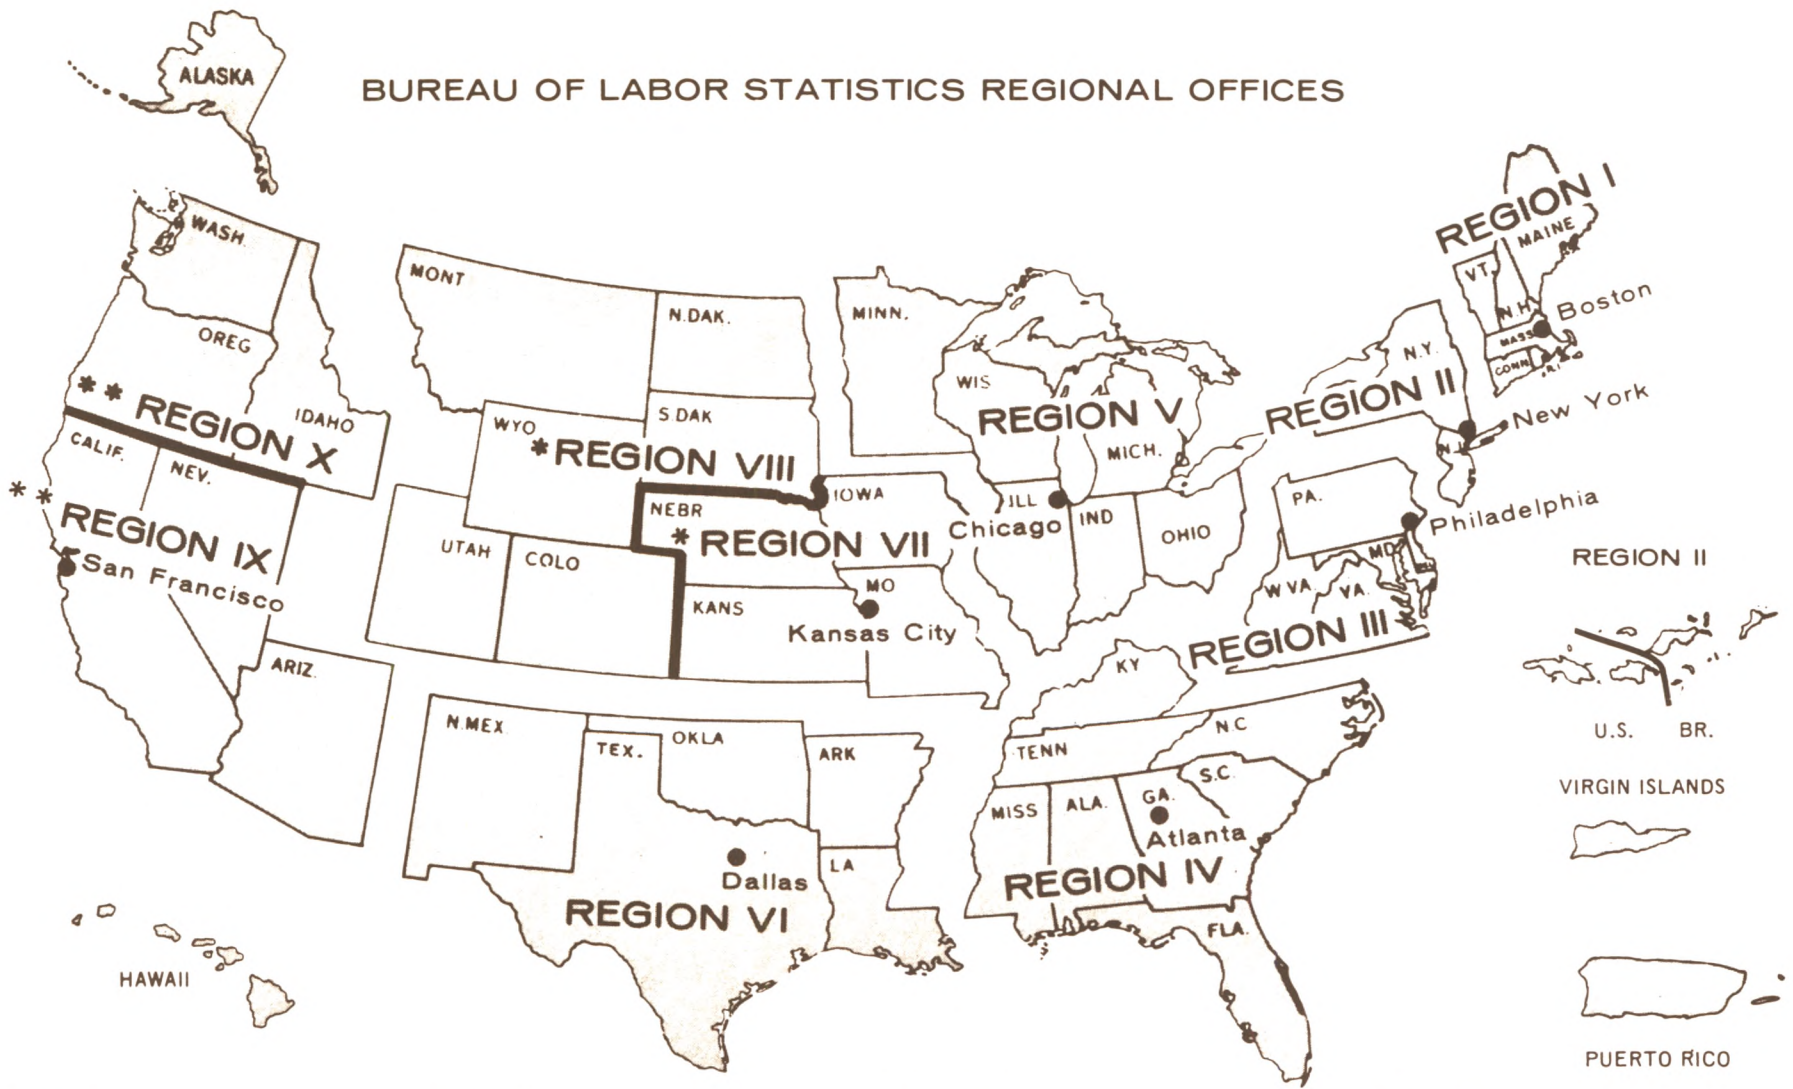 ALASKA
BUREAU OF LABOR STATISTICS REGIONAL OFFICES
REGION I
MAINE
VT.
N.H.
Boston
MASS
CONN
R.I.
WASH.
MONT
N.DAK.
MINN.
OREG
IDAHO
** REGION X
WYO
S.DAK
*REGION VIII
WIS
REGION V
MICH.
N.Y.
REGION II
New York
N.J.
CALIF.
NEV.
** REGION IX
San Francisco
UTAH
COLO
NEBR
* REGION VII
IOWA
ILL
Chicago
IND
OHIO
PA.
Philadelphia
MD
W VA.
VA.
REGION III
KANS
MO
Kansas City
KY
ARIZ.
N.MEX.
TEX.
OKLA
ARK
LA
Dallas
REGION VI
TENN
N.C
S.C.
MISS
ALA.
GA.
Atlanta
REGION IV
FLA.
HAWAII
REGION II
U.S. BR.
VIRGIN ISLANDS
PUERTO RICO